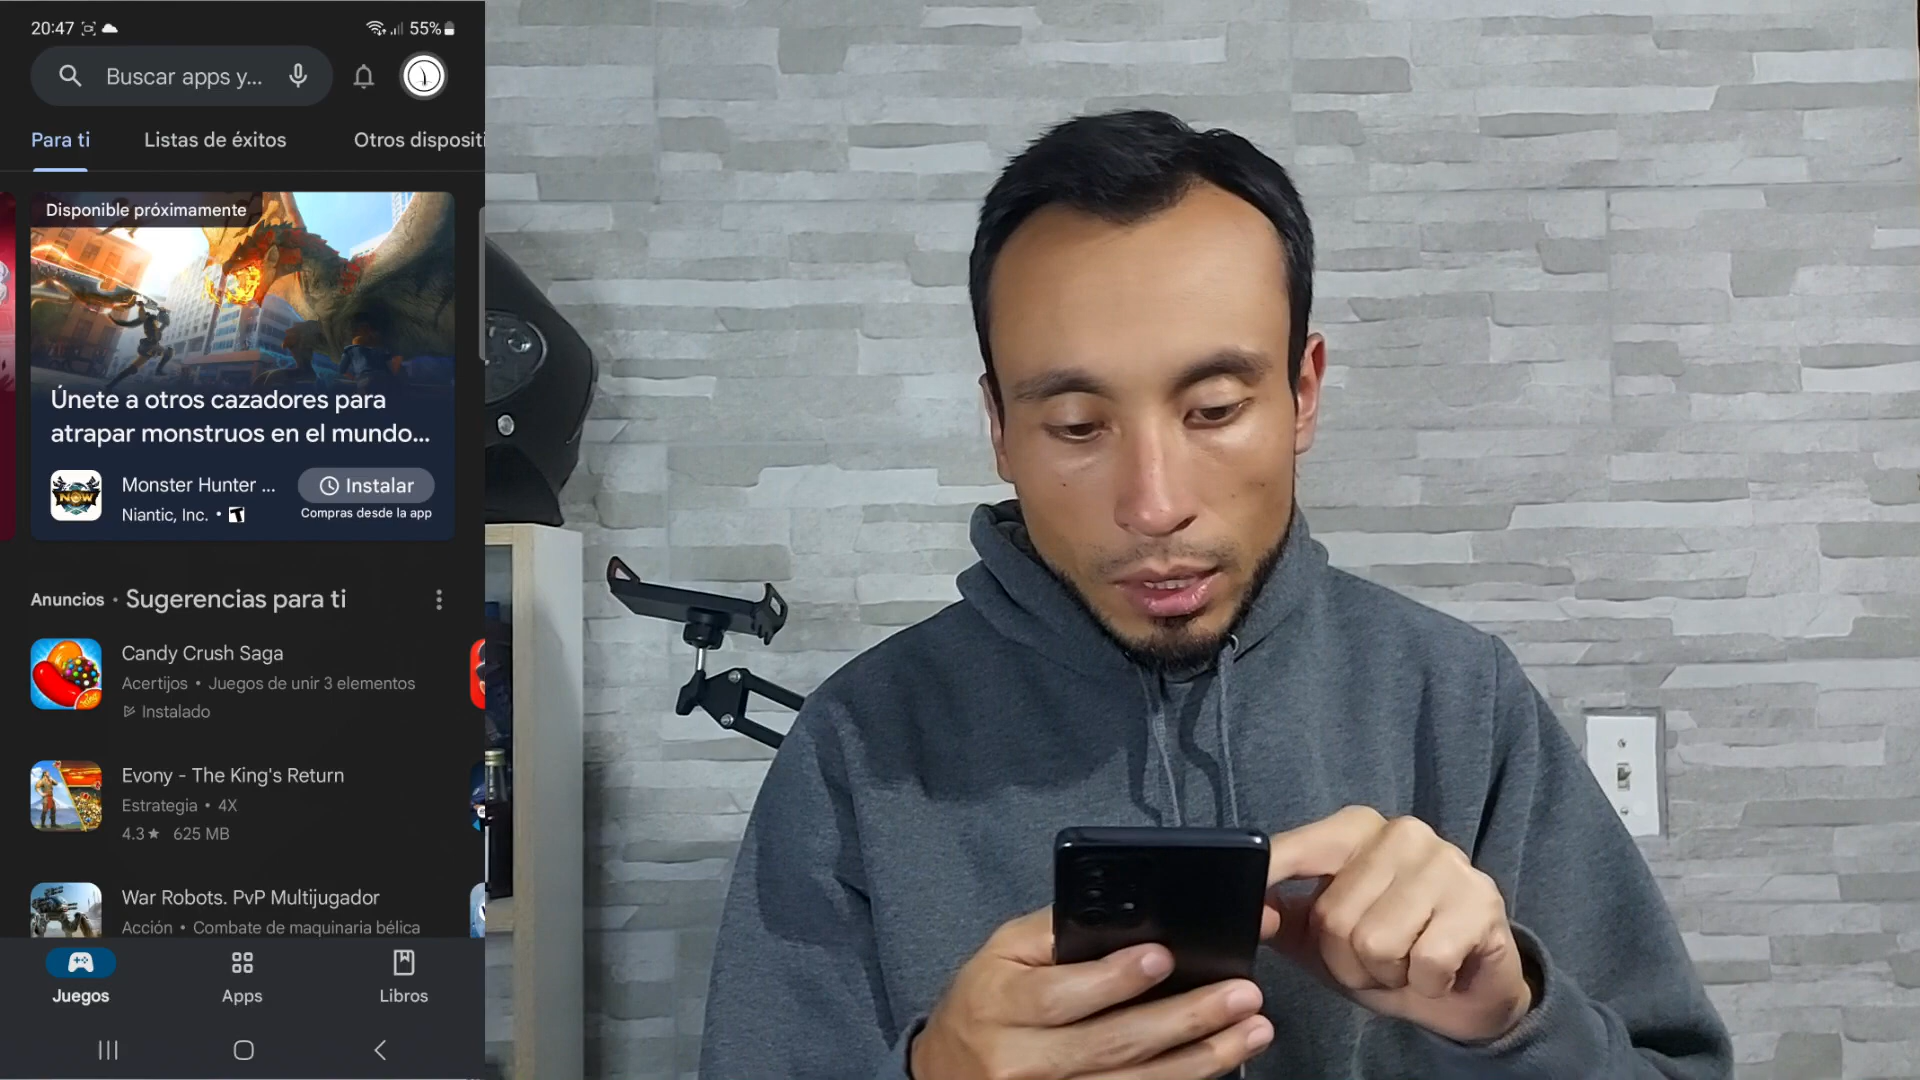 20:47
55%
Buscar apps y...
Para ti
Listas de éxitos
Otros dispositi
Disponible próximamente
Únete a otros cazadores para
atrapar monstruos en el mundo...
NOW
Monster Hunter ...
Instalar
Niantic, Inc. •
Compras desde la app
Anuncios • Sugerencias para ti
Candy Crush Saga
Acertijos • Juegos de unir 3 elementos
Instalado
Evony - The King's Return
Estrategia • 4X
4.3★ 625 MB
War Robots. PvP Multijugador
Acción • Combate de maquinaria bélica
Juegos
Apps
Libros